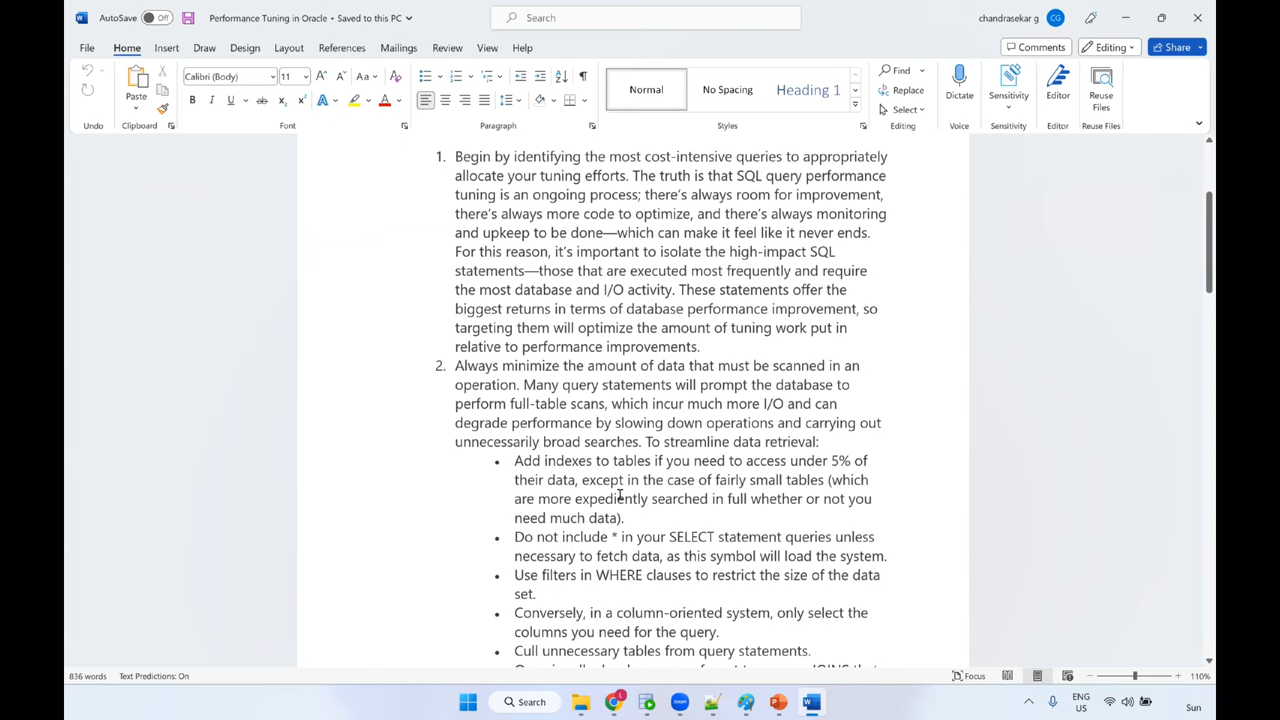 AutoSave Off Performance Tuning in Oracle • Saved to this PC Search chandrasekar g CG
File Home Insert Draw Design Layout References Mailings Review View Help Comments Editing Share
Calibri (Body) 11 Aa Find
Paste Normal No Spacing Heading 1 Replace Dictate Sensitivity Editor Reuse Files
B I U ab x₂ x² A A Select
Undo Clipboard Font Paragraph Styles Editing Voice Sensitivity Editor Reuse Files
1. Begin by identifying the most cost-intensive queries to appropriately
allocate your tuning efforts. The truth is that SQL query performance
tuning is an ongoing process; there's always room for improvement,
there's always more code to optimize, and there's always monitoring
and upkeep to be done—which can make it feel like it never ends.
For this reason, it's important to isolate the high-impact SQL
statements—those that are executed most frequently and require
the most database and I/O activity. These statements offer the
biggest returns in terms of database performance improvement, so
targeting them will optimize the amount of tuning work put in
relative to performance improvements.
2. Always minimize the amount of data that must be scanned in an
operation. Many query statements will prompt the database to
perform full-table scans, which incur much more I/O and can
degrade performance by slowing down operations and carrying out
unnecessarily broad searches. To streamline data retrieval:
• Add indexes to tables if you need to access under 5% of
their data, except in the case of fairly small tables (which
are more expediently searched in full whether or not you
need much data).
• Do not include * in your SELECT statement queries unless
necessary to fetch data, as this symbol will load the system.
• Use filters in WHERE clauses to restrict the size of the data
set.
• Conversely, in a column-oriented system, only select the
columns you need for the query.
• Cull unnecessary tables from query statements.
836 words Text Predictions: On Focus 110%
Search ENG
US Sun